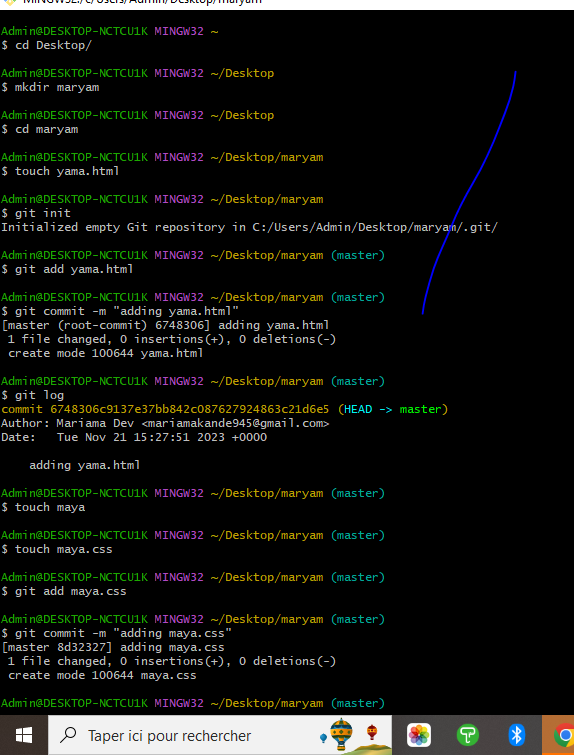 MINGW32:/c/Users/Admin/Desktop/maryam
Admin@DESKTOP-NCTCU1K MINGW32 ~
$ cd Desktop/
Admin@DESKTOP-NCTCU1K MINGW32 ~/Desktop
$ mkdir maryam
Admin@DESKTOP-NCTCU1K MINGW32 ~/Desktop
$ cd maryam
Admin@DESKTOP-NCTCU1K MINGW32 ~/Desktop/maryam
$ touch yama.html
Admin@DESKTOP-NCTCU1K MINGW32 ~/Desktop/maryam
$ git init
Initialized empty Git repository in C:/Users/Admin/Desktop/maryam/.git/
Admin@DESKTOP-NCTCU1K MINGW32 ~/Desktop/maryam (master)
$ git add yama.html
Admin@DESKTOP-NCTCU1K MINGW32 ~/Desktop/maryam (master)
$ git commit -m "adding yama.html"
[master (root-commit) 6748306] adding yama.html
1 file changed, 0 insertions(+), 0 deletions(-)
create mode 100644 yama.html
Admin@DESKTOP-NCTCU1K MINGW32 ~/Desktop/maryam (master)
$ git log
commit 6748306c9137e37bb842c087627924863c21d6e5 (HEAD -> master)
Author: Mariama Dev <mariamakande945@gmail.com>
Date:   Tue Nov 21 15:27:51 2023 +0000
adding yama.html
Admin@DESKTOP-NCTCU1K MINGW32 ~/Desktop/maryam (master)
$ touch maya
Admin@DESKTOP-NCTCU1K MINGW32 ~/Desktop/maryam (master)
$ touch maya.css
Admin@DESKTOP-NCTCU1K MINGW32 ~/Desktop/maryam (master)
$ git add maya.css
Admin@DESKTOP-NCTCU1K MINGW32 ~/Desktop/maryam (master)
$ git commit -m "adding maya.css"
[master 8d32327] adding maya.css
1 file changed, 0 insertions(+), 0 deletions(-)
create mode 100644 maya.css
Admin@DESKTOP-NCTCU1K MINGW32 ~/Desktop/maryam (master)
Taper ici pour rechercher